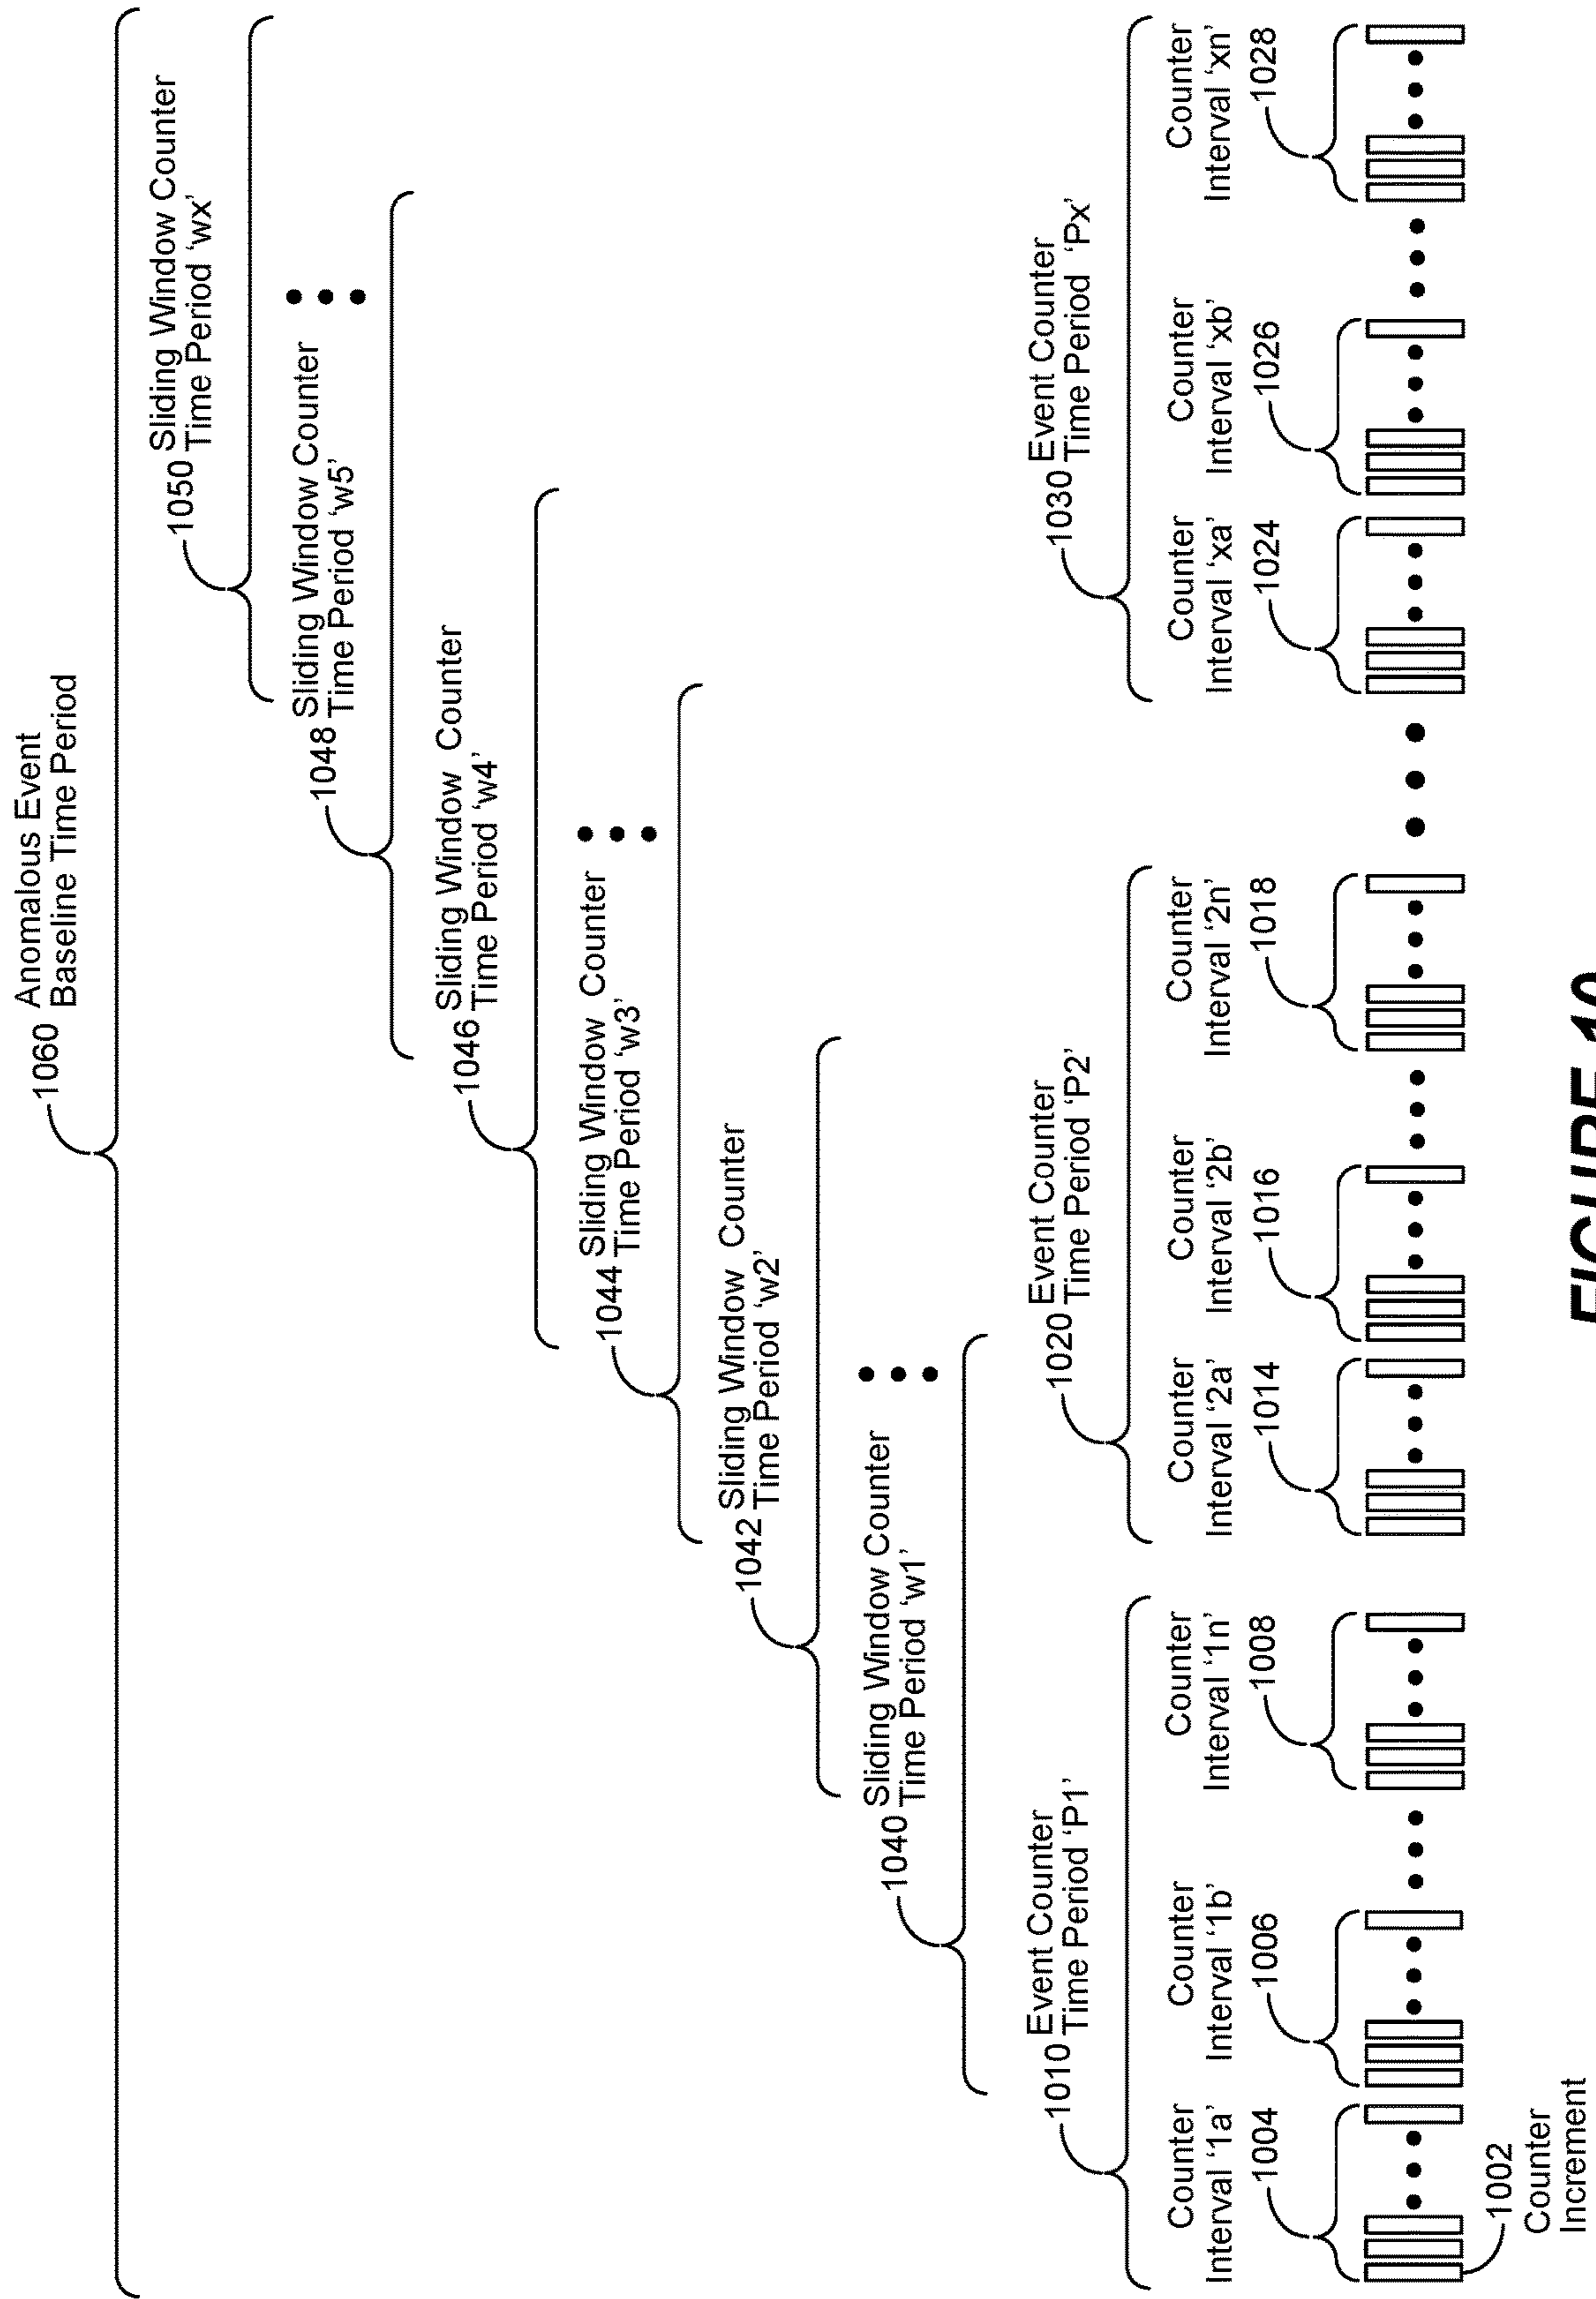 1060 Anomalous Event
Baseline Time Period
1050 Sliding Window Counter
Time Period ‘wx’
1048 Sliding Window Counter
Time Period ‘w5’
1046 Sliding Window Counter
Time Period ‘w4’
1044 Sliding Window Counter
Time Period ‘w3’
1042 Sliding Window Counter
Time Period ‘w2’
1040 Sliding Window Counter
Time Period ‘w1’
1010 Event Counter
Time Period ‘P1’
1020 Event Counter
Time Period ‘P2’
1030 Event Counter
Time Period ‘Px’
Counter
Interval ‘1a’
1004
Counter
Interval ‘1b’
1006
Counter
Interval ‘1n’
1008
Counter
Interval ‘2a’
1014
Counter
Interval ‘2b’
1016
Counter
Interval ‘2n’
1018
Counter
Interval ‘xa’
1024
Counter
Interval ‘xb’
1026
Counter
Interval ‘xn’
1028
1002
Counter
Increment
FIGURE 10